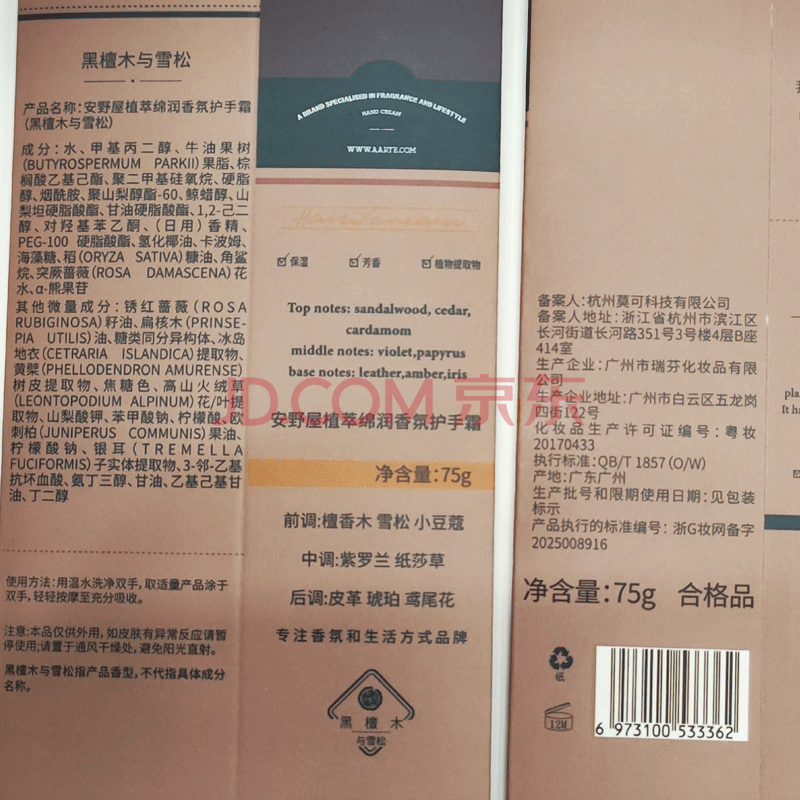 黑檀木与雪松
产品名称:安野屋植萃绵润香氛护手霜
(黑檀木与雪松)
成分:水、甲基丙二醇、牛油果树
(BUTYROSPERMUM PARKII)果脂、棕
榈酸乙基己酯、聚二甲基硅氧烷、硬脂
醇、烟酰胺、聚山梨醇酯-60、鲸蜡醇、山
梨坦硬脂酸酯、甘油硬脂酸酯、1,2-己二
醇、对羟基苯乙酮、(日用)香精、
PEG-100 硬脂酸酯、氢化椰油、卡波姆、
海藻糖、稻(ORYZA SATIVA)糠油、角鲨
烷、突厥蔷薇(ROSA DAMASCENA)花
水、α-熊果苷
其他微量成分:锈红蔷薇(ROSA
RUBIGINOSA)籽油、扁核木(PRINSE-
PIA UTILIS)油、糖类同分异构体、冰岛
地衣(CETRARIA ISLANDICA)提取物、
黄檗(PHELLODENDRON AMURENSE)
树皮提取物、焦糖色、高山火绒草
(LEONTOPODIUM ALPINUM)花/叶提
取物、山梨酸钾、苯甲酸钠、柠檬酸、欧
刺柏(JUNIPERUS COMMUNIS)果油、
柠檬酸钠、银耳(TREMELLA
FUCIFORMIS)子实体提取物、3-邻-乙基
抗坏血酸、氨丁三醇、甘油、乙基己基甘
油、丁二醇
使用方法:用温水洗净双手,取适量产品涂于
双手,轻轻按摩至充分吸收。
注意:本品仅供外用,如皮肤有异常反应请暂
停使用;请置于通风干燥处,避免阳光直射。
黑檀木与雪松指产品香型,不代指具体成分
名称。
A BRAND SPECIALISED IN FRAGRANCE AND LIFESTYLE
HAND CREAM
WWW.AARTE.COM
保湿 芳香 植物提取物
Top notes: sandalwood, cedar,
cardamom
middle notes: violet,papyrus
base notes: leather,amber,iris
安野屋植萃绵润香氛护手霜
净含量:75g
前调:檀香木 雪松 小豆蔻
中调:紫罗兰 纸莎草
后调:皮革 琥珀 鸢尾花
专注香氛和生活方式品牌
黑檀木
与雪松
备案人:杭州莫可科技有限公司
备案人地址:浙江省杭州市滨江区
长河街道长河路351号3号楼4层B座
414室
生产企业:广州市瑞芬化妆品有限
公司
生产企业地址:广州市白云区五龙岗
四街122号
化妆品生产许可证编号:粤妆
20170433
执行标准:QB/T 1857(O/W)
产地:广东广州
生产批号和限期使用日期:见包装
标示
产品执行的标准编号:浙G妆网备字
2025008916
净含量:75g 合格品
纸
12M
6 973100 533362
pla
It h
JD.COM 京东